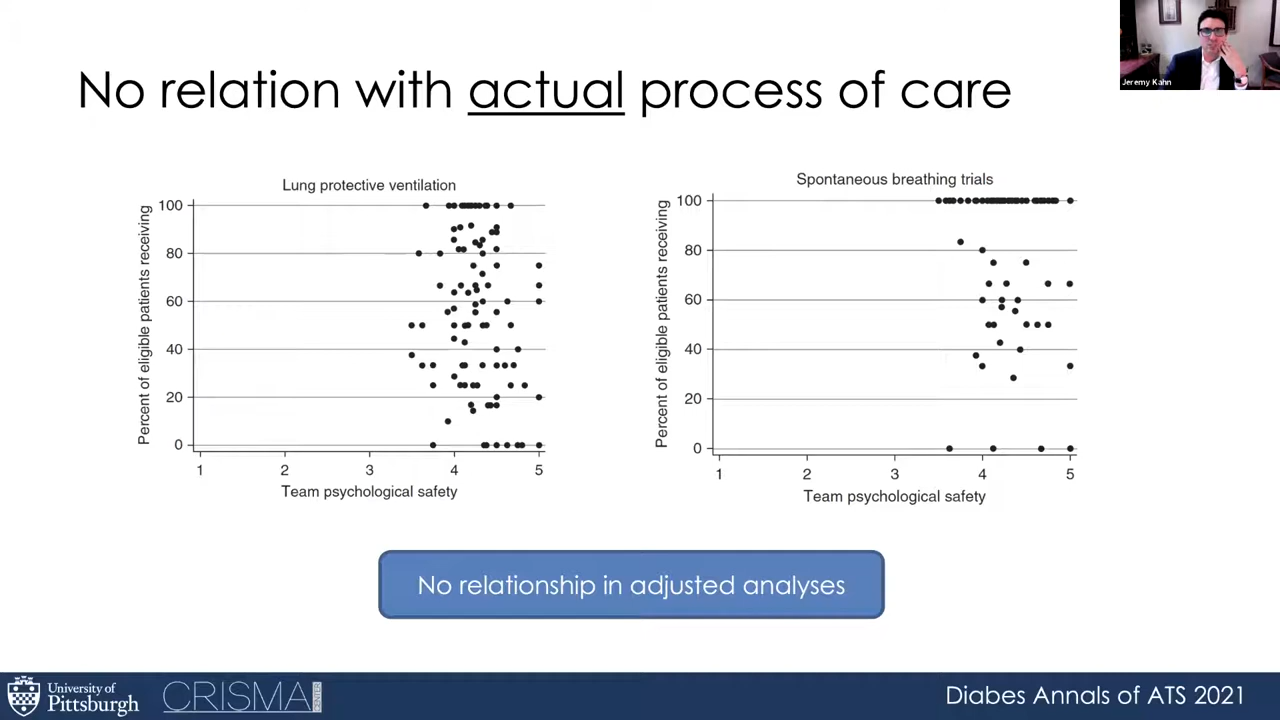 No relation with actual process of care
Jeremy Kahn
Lung protective ventilation
Percent of eligible patients receiving
100
80
60
40
20
0
1 2 3 4 5
Team psychological safety
Spontaneous breathing trials
Percent of eligible patients receiving
100
80
60
40
20
0
1 2 3 4 5
Team psychological safety
No relationship in adjusted analyses
University of
Pittsburgh
CRISMA
CENTER
Diabes Annals of ATS 2021